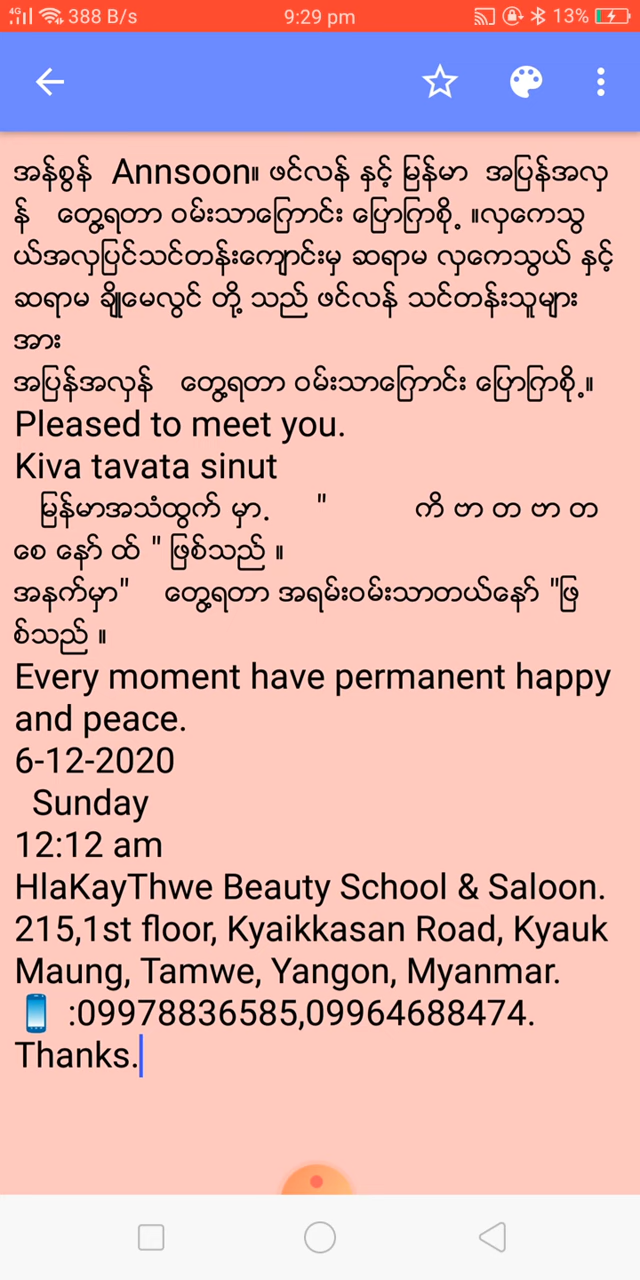 4G 388 B/s 9:29 pm 13%
အန်စွန် Annsoon။ ဖင်လန် နှင့် မြန်မာ အပြန်အလှ
န် တွေ့ရတာ ဝမ်းသာကြောင်း ပြောကြာစို့ ။လှကေသွ
ယ်အလှပြင်သင်တန်းကျောင်းမှ ဆရာမ လှကေသွယ် နှင့်
ဆရာမ ချိုမေလွင် တို့ သည် ဖင်လန် သင်တန်းသူများ
အား
အပြန်အလှန် တွေ့ရတာ ဝမ်းသာကြောင်း ပြောကြာစို့။
Pleased to meet you.
Kiva tavata sinut
မြန်မာအသံထွက် မှာ. " ကိ ဗာ တ ဗာ တ
စေ နော် ထ် " ဖြစ်သည် ။
အနက်မှာ" တွေ့ရတာ အရမ်းဝမ်းသာတယ်နော် "ဖြ
စ်သည် ။
Every moment have permanent happy
and peace.
6-12-2020
Sunday
12:12 am
HlaKayThwe Beauty School & Saloon.
215,1st floor, Kyaikkasan Road, Kyauk
Maung, Tamwe, Yangon, Myanmar.
📱 :09978836585,09964688474.
Thanks.